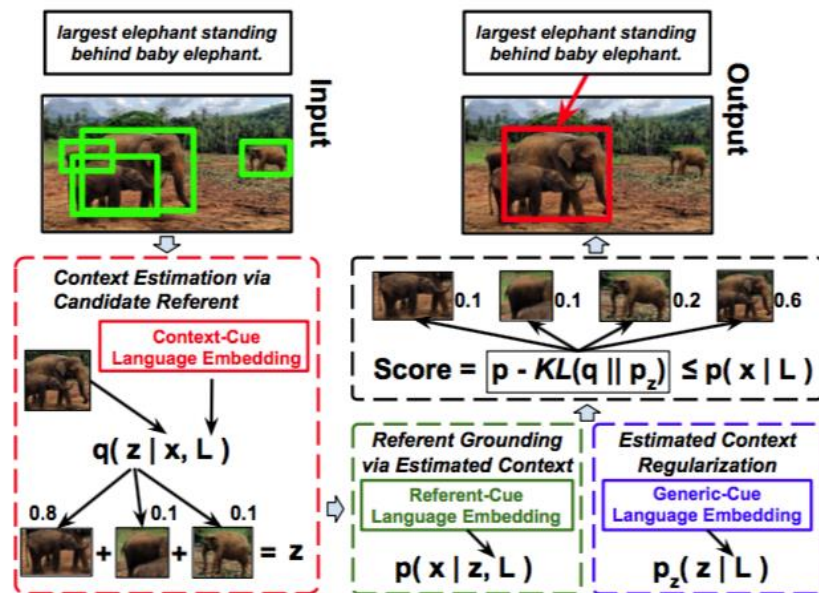 largest elephant standing
behind baby elephant.
Input
largest elephant standing
behind baby elephant.
Output
Context Estimation via
Candidate Referent
Context-Cue
Language Embedding
q( z | x, L )
0.8
0.1
0.1
+
+
= z
0.1
0.1
0.2
0.6
Score = p - KL(q || p_z) ≤ p( x | L )
Referent Grounding
via Estimated Context
Referent-Cue
Language Embedding
p( x | z, L )
Estimated Context
Regularization
Generic-Cue
Language Embedding
p_z( z | L )